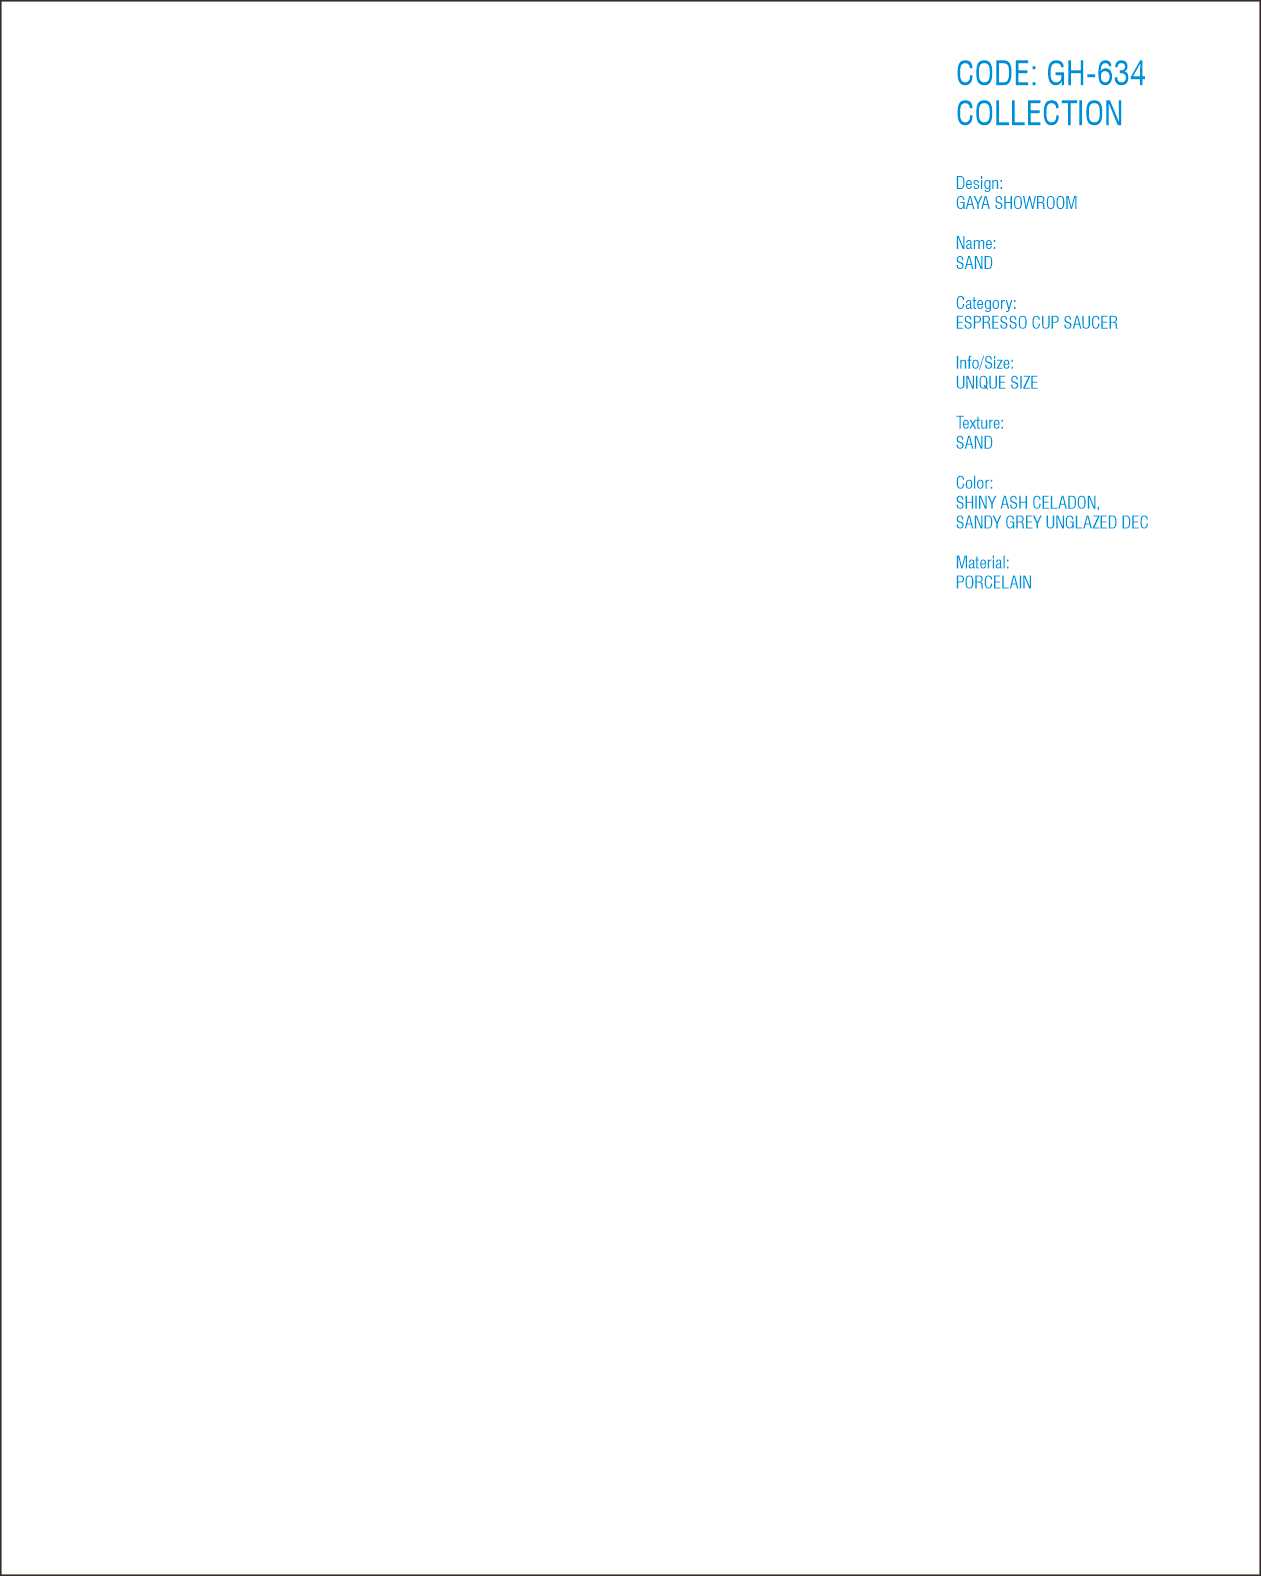 CODE: GH-634
COLLECTION
Design:
GAYA SHOWROOM
Name:
SAND
Category:
ESPRESSO CUP SAUCER
Info/Size:
UNIQUE SIZE
Texture:
SAND
Color:
SHINY ASH CELADON,
SANDY GREY UNGLAZED DEC
Material:
PORCELAIN